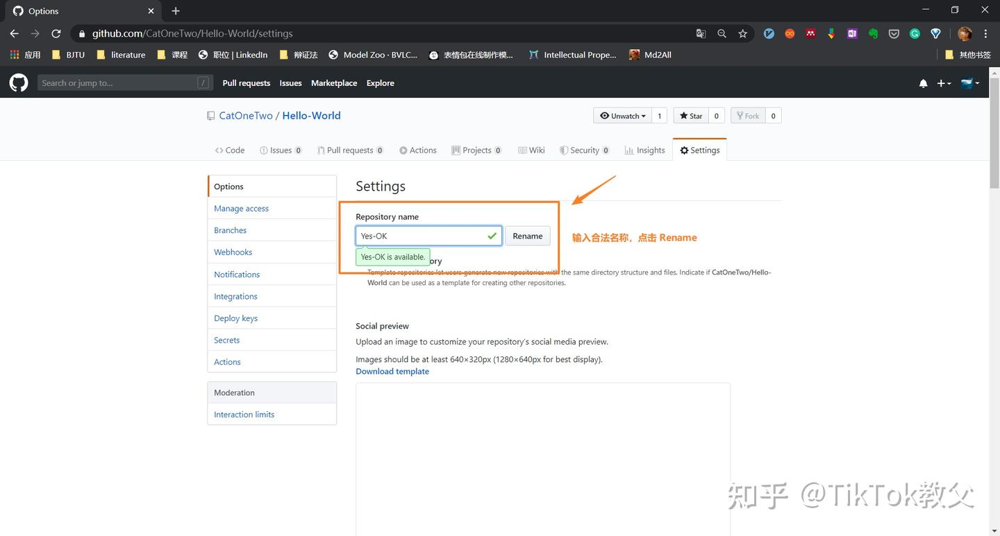 Options
github.com/CatOneTwo/Hello-World/settings
应用 BJTU literature 课程 职位 | LinkedIn 辩证法 Model Zoo · BVLC... 表情包在线制作模... Intellectual Prope... Md2All 其他书签
Search or jump to... / Pull requests Issues Marketplace Explore
CatOneTwo / Hello-World Unwatch 1 Star 0 Fork 0
Code Issues 0 Pull requests 0 Actions Projects 0 Wiki Security 0 Insights Settings
Options
Manage access
Branches
Webhooks
Notifications
Integrations
Deploy keys
Secrets
Actions
Moderation
Interaction limits
Settings
Repository name
Yes-OK Rename
输入合法名称，点击 Rename
Yes-OK is available. ory
Template repositories let users generate new repositories with the same directory structure and files. Indicate if CatOneTwo/Hello-
World can be used as a template for creating other repositories.
Social preview
Upload an image to customize your repository's social media preview.
Images should be at least 640×320px (1280×640px for best display).
Download template
知乎 @TikTok教父